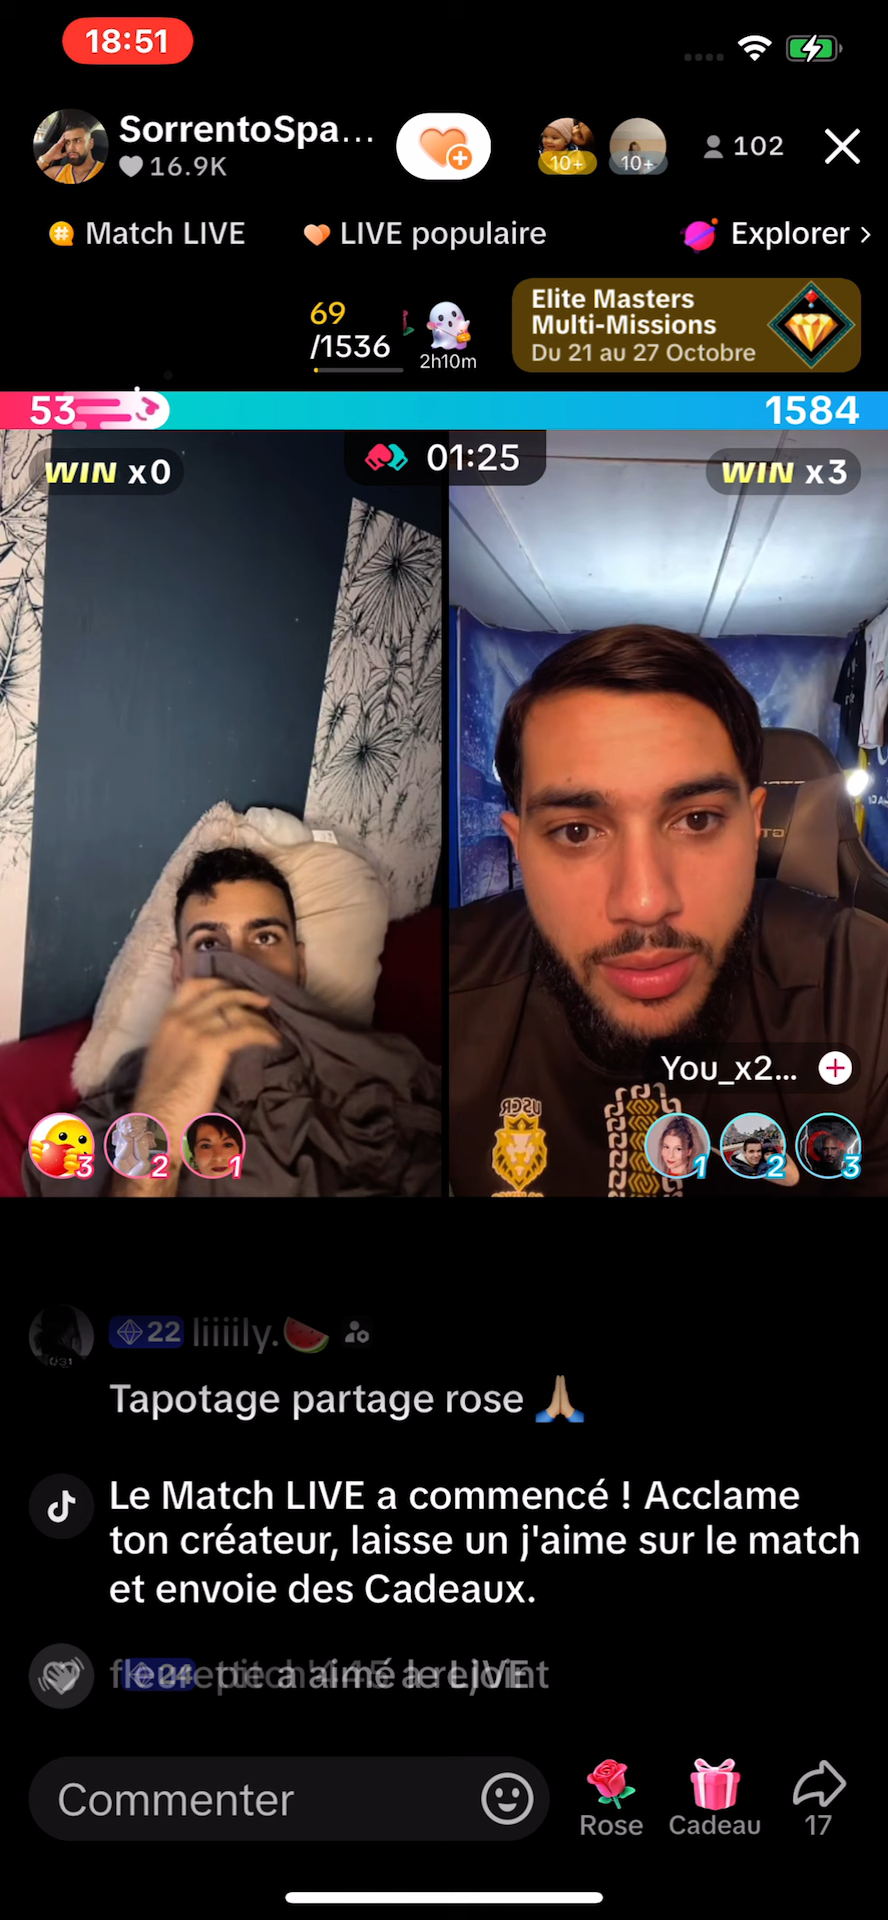 18:51
SorrentoSpa...
16.9K
10+
10+
102
Match LIVE
LIVE populaire
Explorer >
69
/1536
2h10m
Elite Masters
Multi-Missions
Du 21 au 27 Octobre
53
1584
WIN x0
01:25
WIN x3
You_x2...
3
2
1
1
2
3
22 liiiily.🍉
Tapotage partage rose 🙏🏼
Le Match LIVE a commencé ! Acclame
ton créateur, laisse un j'aime sur le match
et envoie des Cadeaux.
Commenter
Rose
Cadeau
17